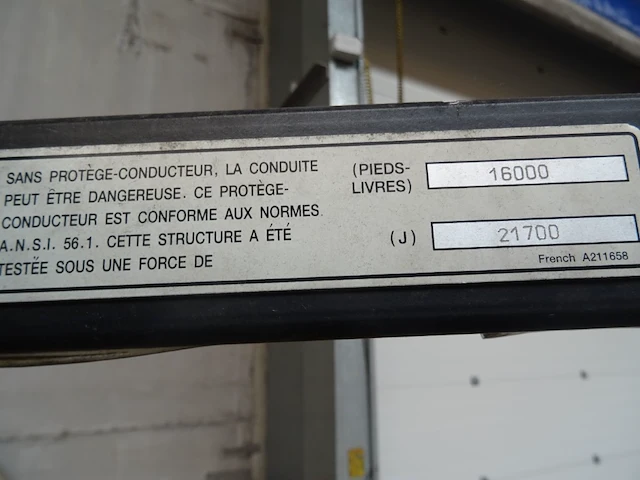 SANS PROTÈGE-CONDUCTEUR, LA CONDUITE
PEUT ÊTRE DANGEREUSE. CE PROTÈGE-
CONDUCTEUR EST CONFORME AUX NORMES
A.N.S.I. 56.1. CETTE STRUCTURE A ÉTÉ
TESTÉE SOUS UNE FORCE DE
(PIEDS-
LIVRES)
16000
(J)
21700
French A211658